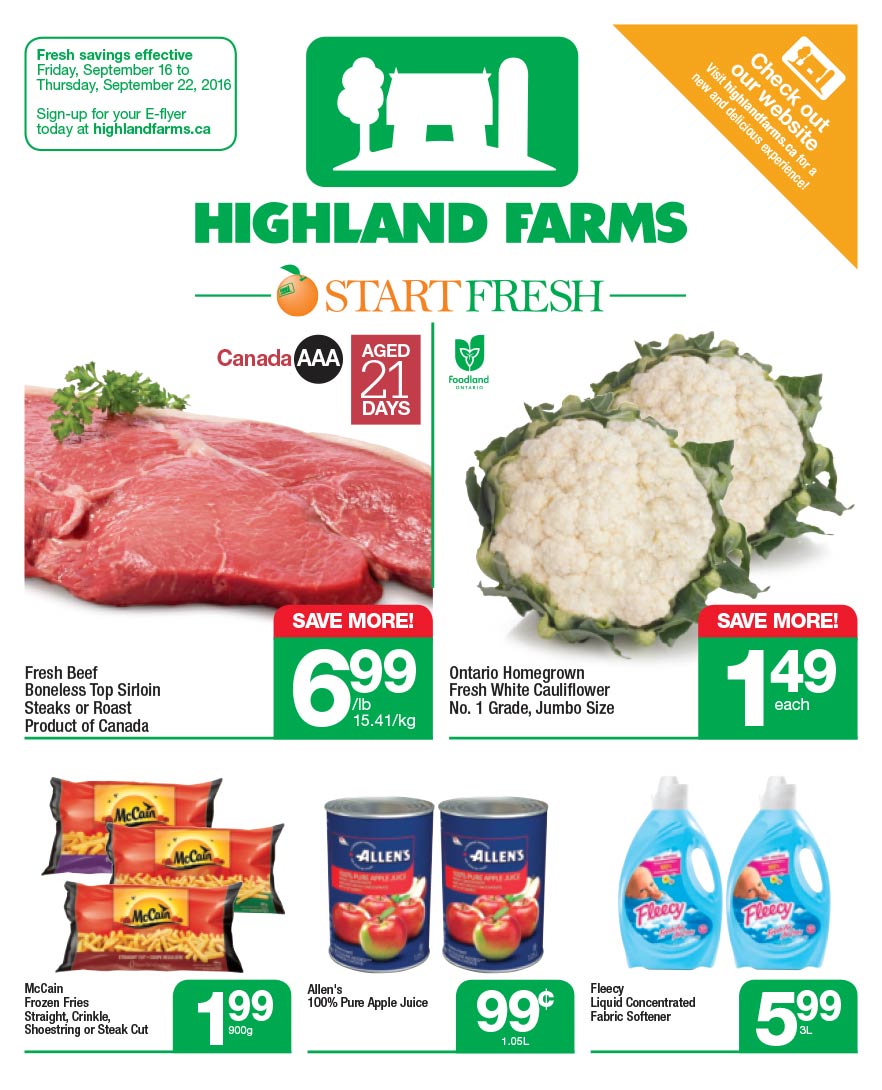 Fresh savings effective
Friday, September 16 to
Thursday, September 22, 2016
Sign-up for your E-flyer
today at highlandfarms.ca
Check out
our website
Visit highlandfarms.ca for a
new and delicious experience!
HIGHLAND FARMS
START FRESH
Canada AAA
AGED
21
DAYS
Foodland
ONTARIO
SAVE MORE!
6.99
/lb
15.41/kg
Fresh Beef
Boneless Top Sirloin
Steaks or Roast
Product of Canada
SAVE MORE!
1.49
each
Ontario Homegrown
Fresh White Cauliflower
No. 1 Grade, Jumbo Size
McCain
McCain
McCain
STRAIGHT CUT • COUPE REGULIERE
McCain
Frozen Fries
Straight, Crinkle,
Shoestring or Steak Cut
1.99
900g
ALLEN'S
100% PURE APPLE JUICE
ALLEN'S
100% PURE APPLE JUICE
Allen's
100% Pure Apple Juice
99¢
1.05L
Fleecy
Fleecy
Fleecy
Liquid Concentrated
Fabric Softener
5.99
3L